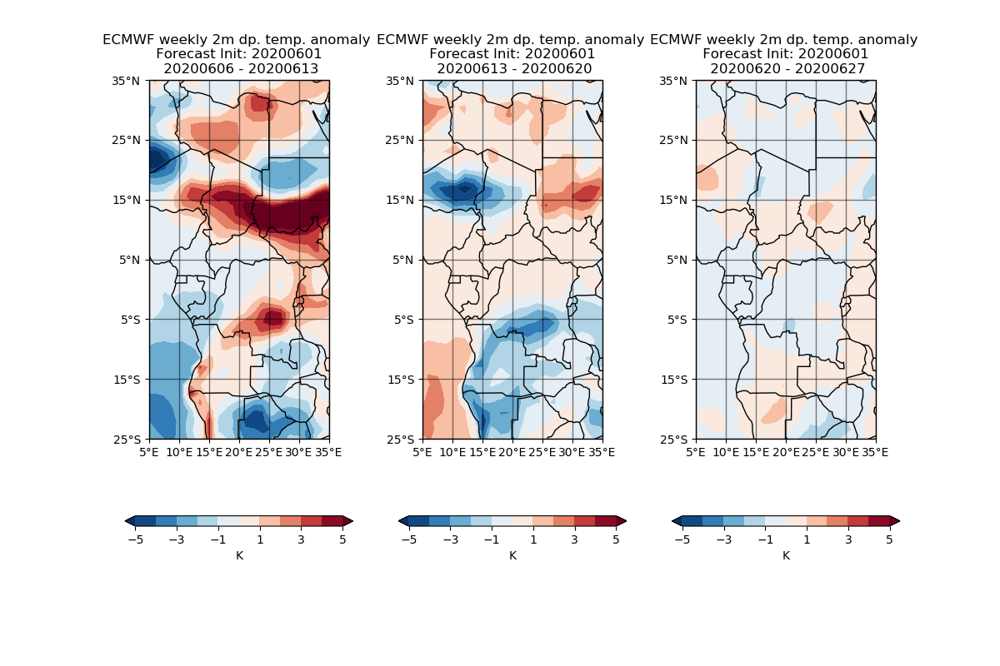 ECMWF weekly 2m dp. temp. anomaly
Forecast Init: 20200601
20200606 - 20200613
35°N
25°N
15°N
5°N
5°S
15°S
25°S
5°E 10°E 15°E 20°E 25°E 30°E 35°E
−5 −3 −1 1 3 5
K
ECMWF weekly 2m dp. temp. anomaly
Forecast Init: 20200601
20200613 - 20200620
35°N
25°N
15°N
5°N
5°S
15°S
25°S
5°E 10°E 15°E 20°E 25°E 30°E 35°E
−5 −3 −1 1 3 5
K
ECMWF weekly 2m dp. temp. anomaly
Forecast Init: 20200601
20200620 - 20200627
35°N
25°N
15°N
5°N
5°S
15°S
25°S
5°E 10°E 15°E 20°E 25°E 30°E 35°E
−5 −3 −1 1 3 5
K